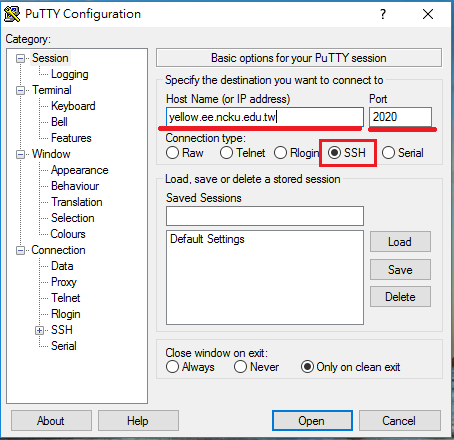 PuTTY Configuration
Category:
Session
Logging
Terminal
Keyboard
Bell
Features
Window
Appearance
Behaviour
Translation
Selection
Colours
Connection
Data
Proxy
Telnet
Rlogin
SSH
Serial
Basic options for your PuTTY session
Specify the destination you want to connect to
Host Name (or IP address) Port
yellow.ee.ncku.edu.tw 2020
Connection type:
Raw Telnet Rlogin SSH Serial
Load, save or delete a stored session
Saved Sessions
Default Settings
Load
Save
Delete
Close window on exit:
Always Never Only on clean exit
About Help Open Cancel